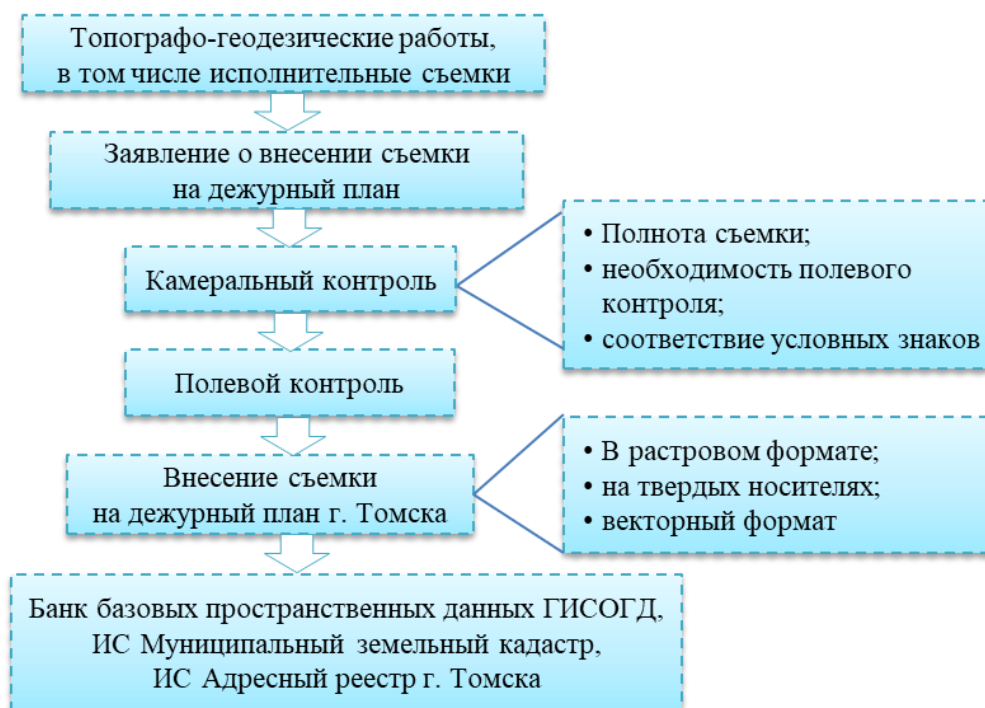 Топографо-геодезические работы,
в том числе исполнительные съемки
Заявление о внесении съемки
на дежурный план
Камеральный контроль
• Полнота съемки;
• необходимость полевого
контроля;
• соответствие условных знаков
Полевой контроль
Внесение съемки
на дежурный план г. Томска
• В растровом формате;
• на твердых носителях;
• векторный формат
Банк базовых пространственных данных ГИСОГД,
ИС Муниципальный земельный кадастр,
ИС Адресный реестр г. Томска